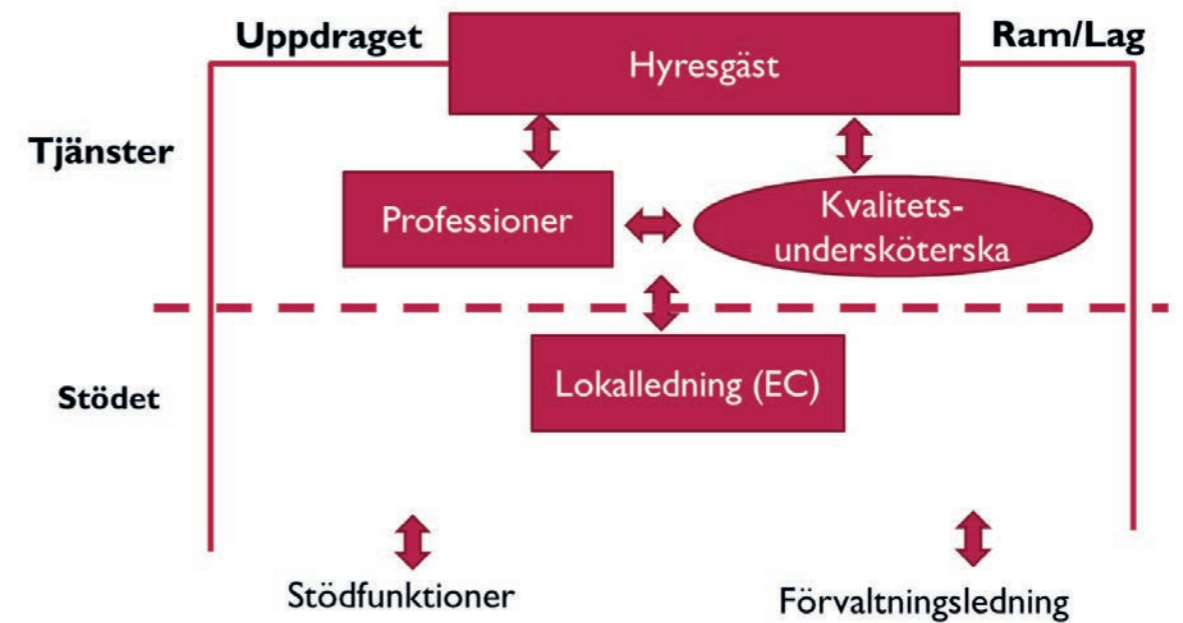 Uppdraget
Hyresgäst
Ram/Lag
Tjänster
Professioner
Kvalitets-
undersköterska
Stödet
Lokalledning (EC)
Stödfunktioner
Förvaltningsledning